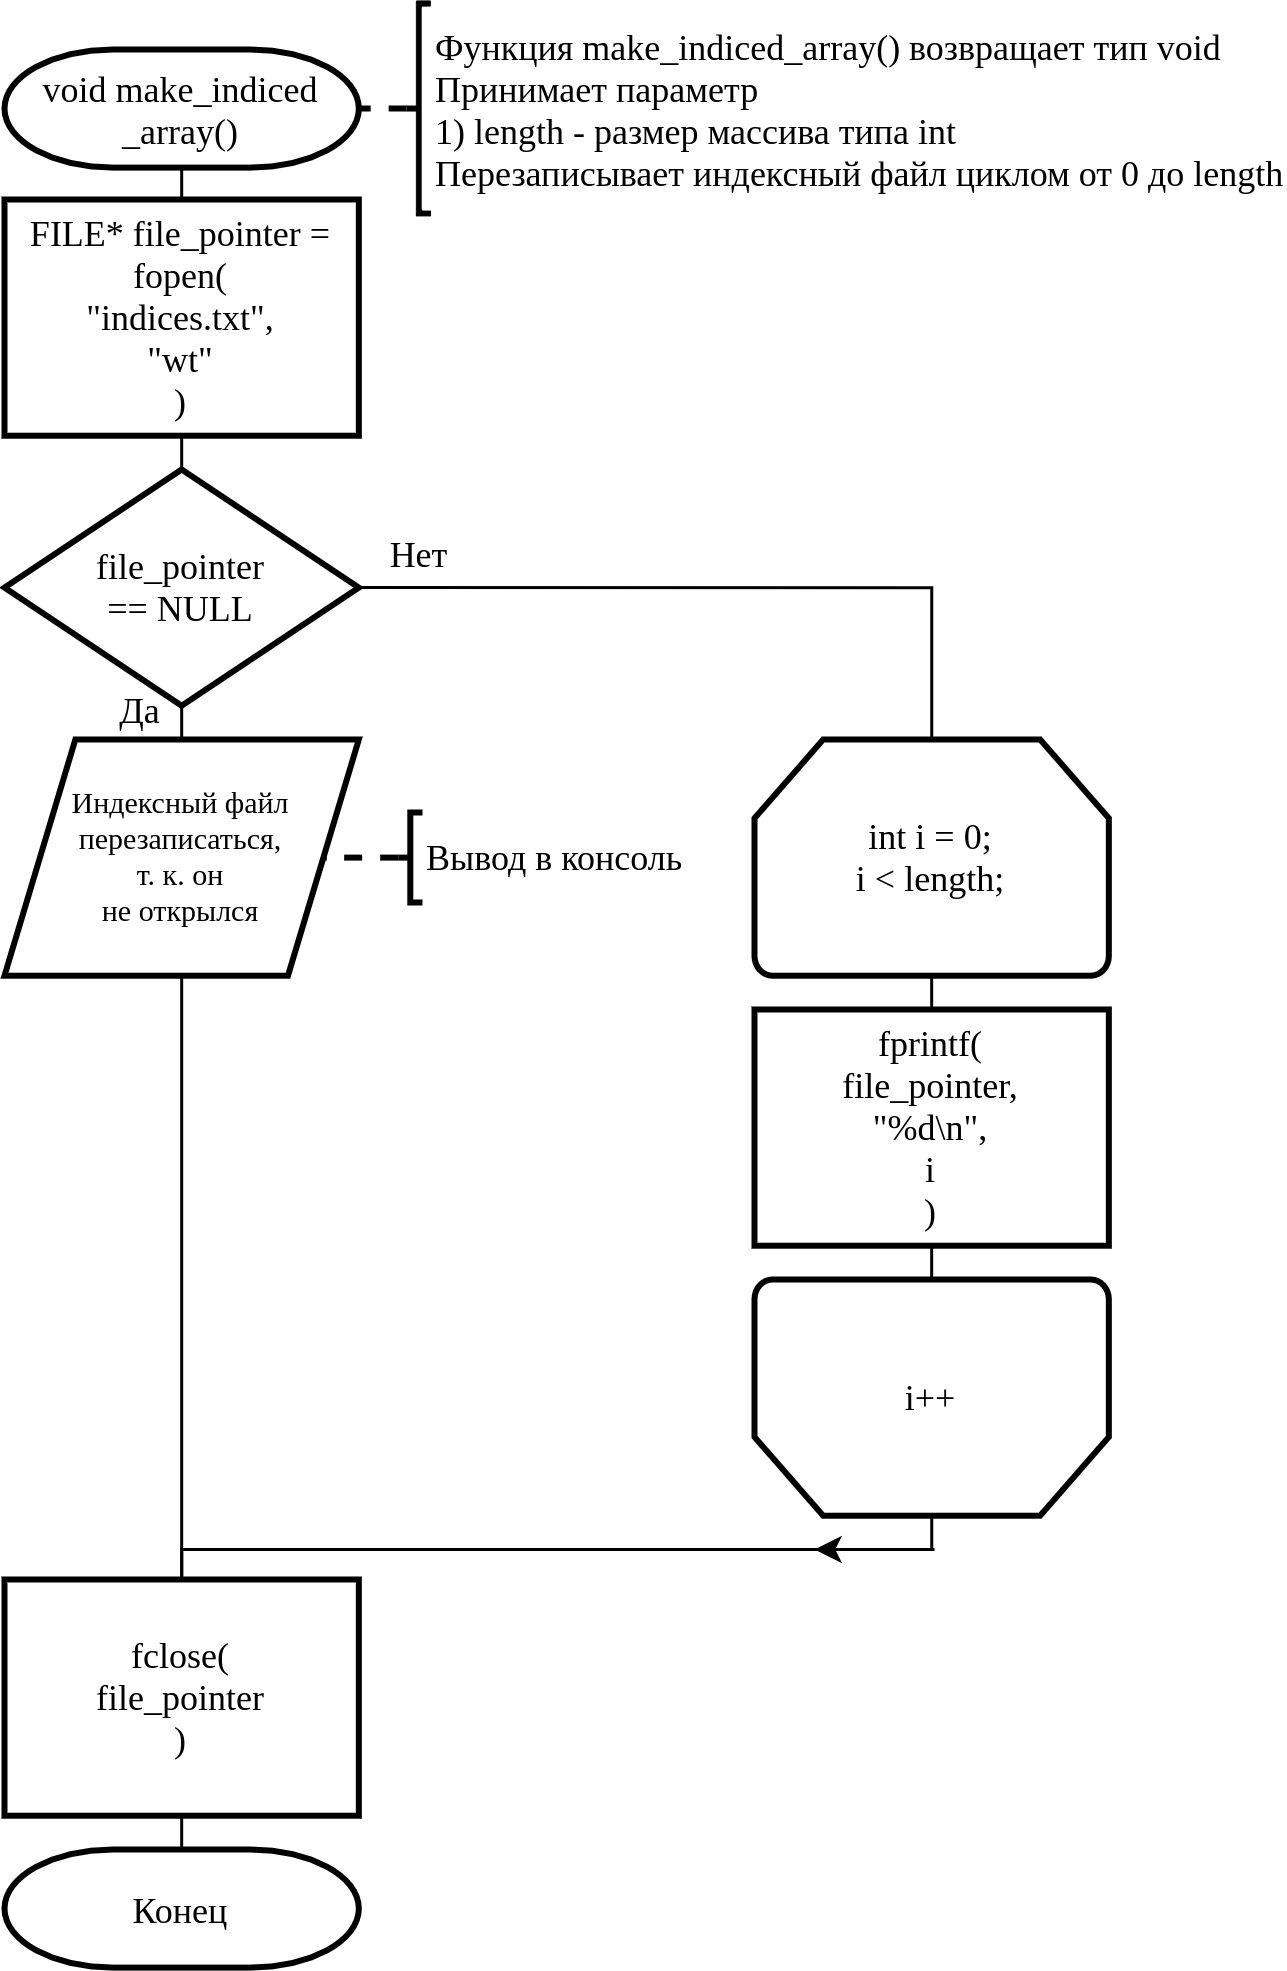 void make_indiced
_array()
Функция make_indiced_array() возвращает тип void
Принимает параметр
1) length - размер массива типа int
Перезаписывает индексный файл циклом от 0 до length
FILE* file_pointer =
fopen(
"indices.txt",
"wt"
)
file_pointer
== NULL
Нет
Да
Индексный файл
перезаписаться,
т. к. он
не открылся
Вывод в консоль
int i = 0;
i < length;
fprintf(
file_pointer,
"%d\n",
i
)
i++
fclose(
file_pointer
)
Конец